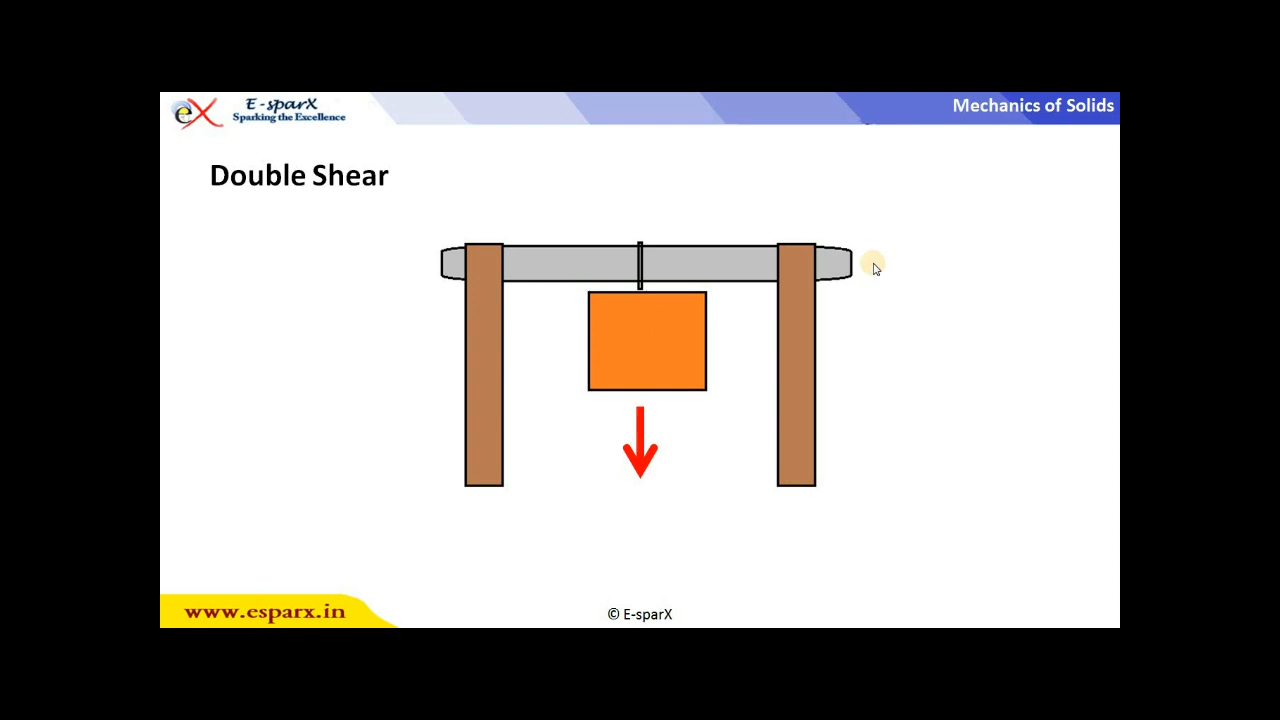 E-sparX
Sparking the Excellence
Mechanics of Solids
Double Shear
www.esparx.in
© E-sparX